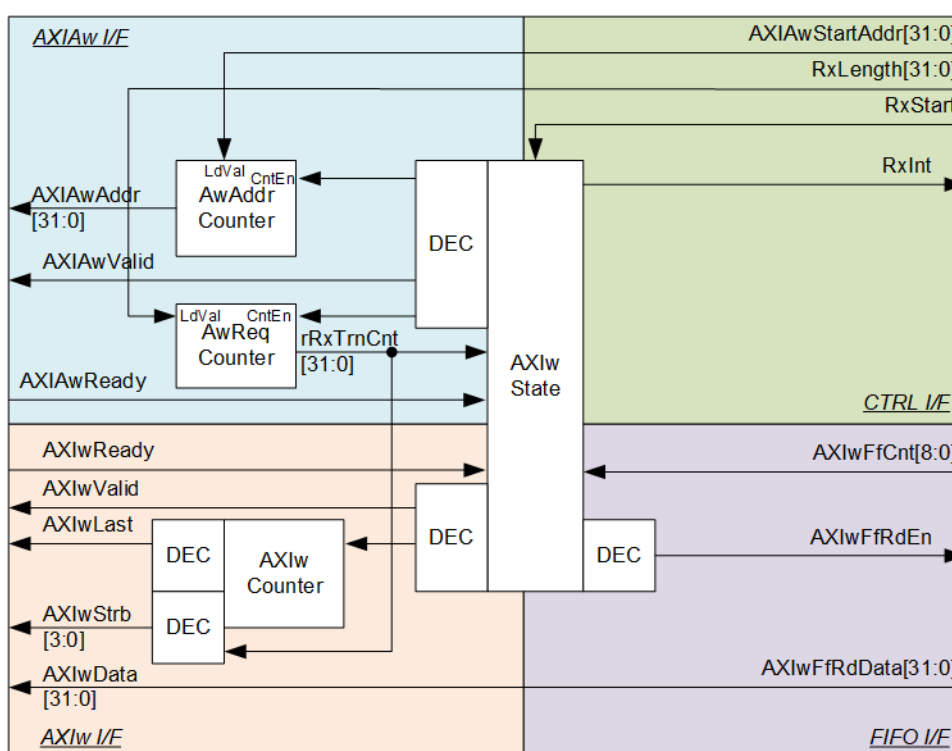 AXIAw I/F
AXIAwStartAddr[31:0]
RxLength[31:0]
RxStart
RxInt
LdVal CntEn
AwAddr
Counter
AXIAwAddr
[31:0]
DEC
AXIAwValid
LdVal CntEn
AwReq
Counter
rRxTrnCnt
[31:0]
AXIw
State
AXIAwReady
CTRL I/F
AXIwReady
AXIwFfCnt[8:0]
AXIwValid
AXIwLast
DEC
AXIw
Counter
DEC
DEC
AXIwFfRdEn
AXIwStrb
[3:0]
DEC
AXIwData
[31:0]
AXIwFfRdData[31:0]
AXIw I/F
FIFO I/F